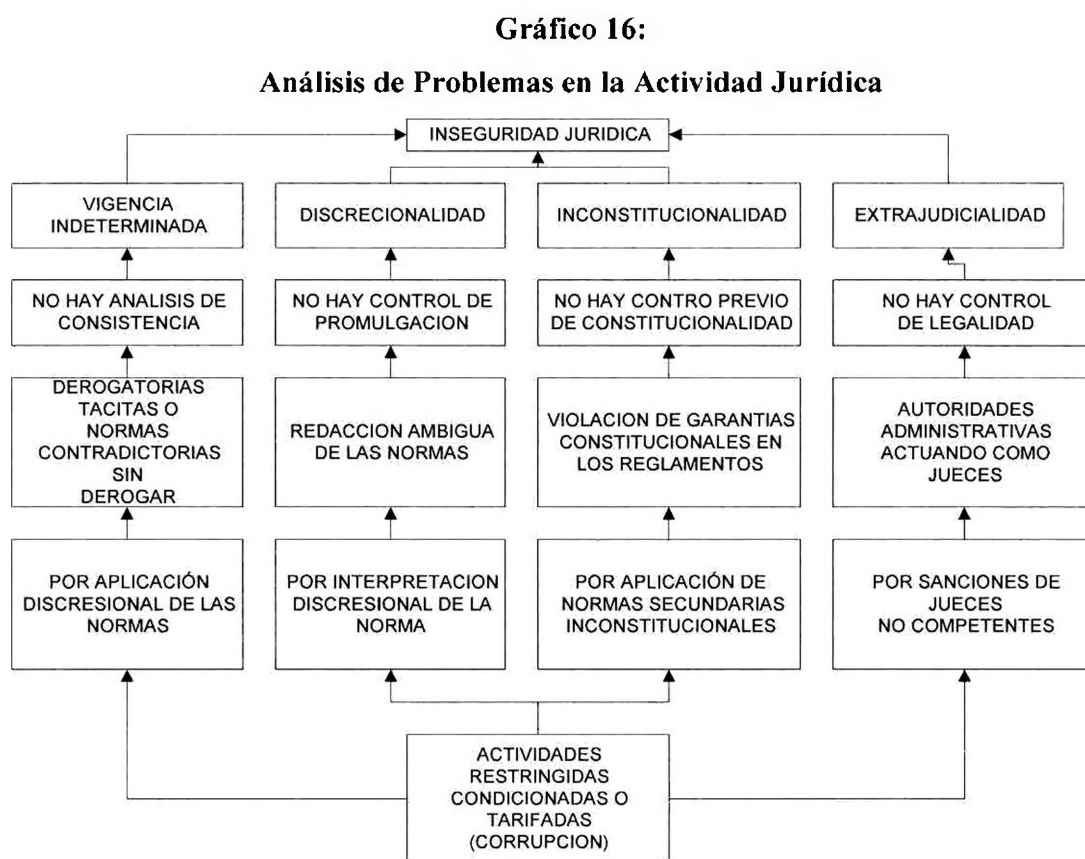 Gráfico 16:
Análisis de Problemas en la Actividad Jurídica
INSEGURIDAD JURIDICA
VIGENCIA
INDETERMINADA
DISCRECIONALIDAD
INCONSTITUCIONALIDAD
EXTRAJUDICIALIDAD
NO HAY ANALISIS DE
CONSISTENCIA
NO HAY CONTROL DE
PROMULGACION
NO HAY CONTRO PREVIO
DE CONSTITUCIONALIDAD
NO HAY CONTROL
DE LEGALIDAD
DEROGATORIAS
TACITAS O
NORMAS
CONTRADICTORIAS
SIN
DEROGAR
REDACCION AMBIGUA
DE LAS NORMAS
VIOLACION DE GARANTIAS
CONSTITUCIONALES EN
LOS REGLAMENTOS
AUTORIDADES
ADMINISTRATIVAS
ACTUANDO COMO
JUECES
POR APLICACIÓN
DISCRESIONAL DE LAS
NORMAS
POR INTERPRETACION
DISCRESIONAL DE LA
NORMA
POR APLICACIÓN DE
NORMAS SECUNDARIAS
INCONSTITUCIONALES
POR SANCIONES DE
JUECES
NO COMPETENTES
ACTIVIDADES
RESTRINGIDAS
CONDICIONADAS O
TARIFADAS
(CORRUPCION)